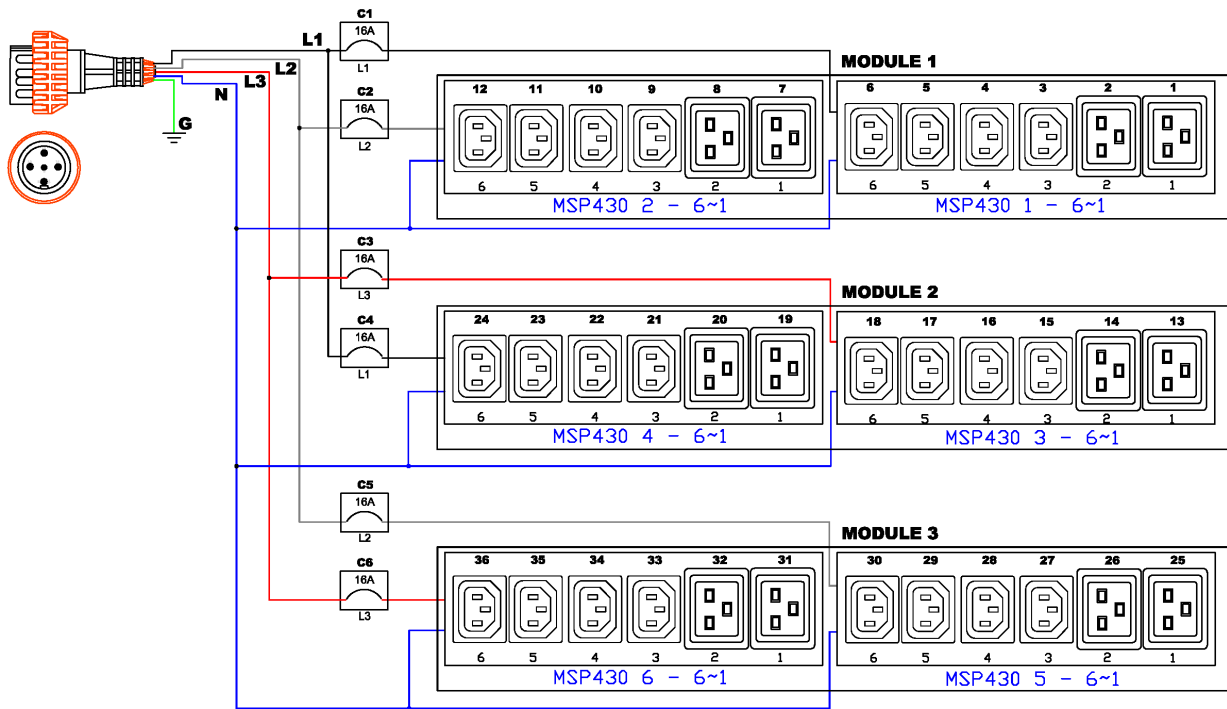 C1
16A
L1
L1
L2
L3
N
G
C2
16A
L2
MODULE 1
12 11 10 9 8 7 6 5 4 3 2 1
6 5 4 3 2 1 6 5 4 3 2 1
MSP430 2 - 6~1 MSP430 1 - 6~1
C3
16A
L3
C4
16A
L1
MODULE 2
24 23 22 21 20 19 18 17 16 15 14 13
6 5 4 3 2 1 6 5 4 3 2 1
MSP430 4 - 6~1 MSP430 3 - 6~1
C5
16A
L2
C6
16A
L3
MODULE 3
36 35 34 33 32 31 30 29 28 27 26 25
6 5 4 3 2 1 6 5 4 3 2 1
MSP430 6 - 6~1 MSP430 5 - 6~1